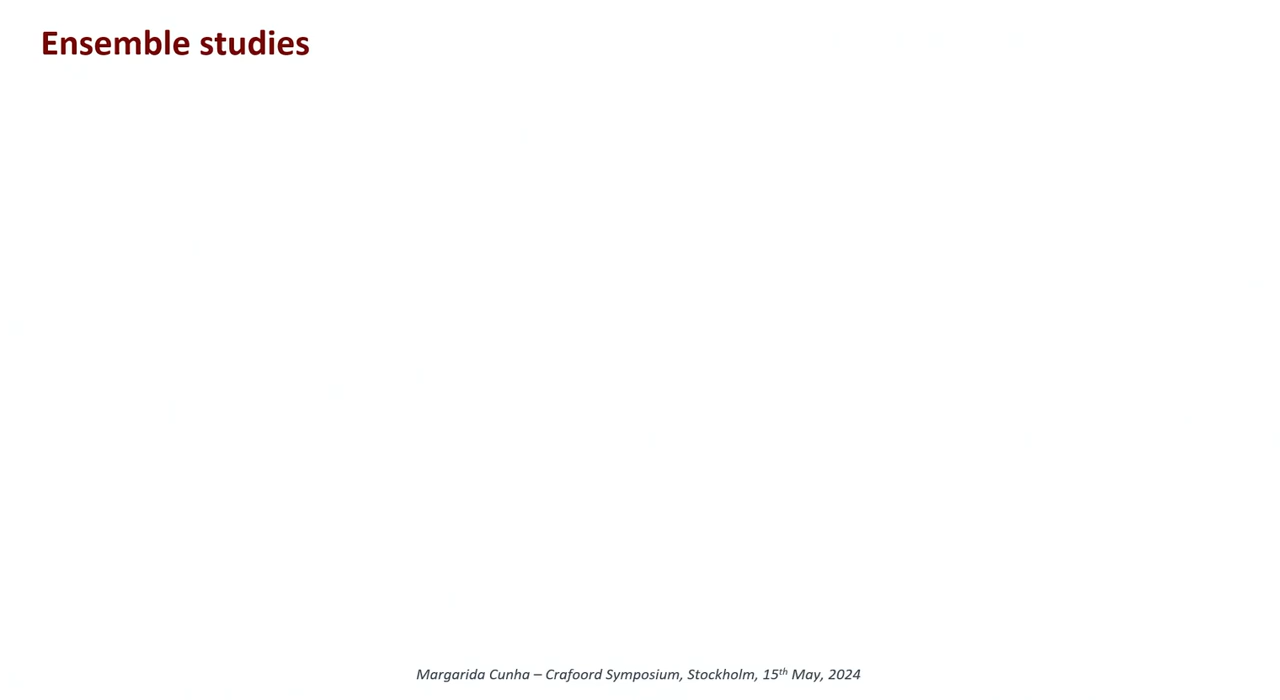 Ensemble studies
Margarida Cunha – Crafoord Symposium, Stockholm, 15th May, 2024